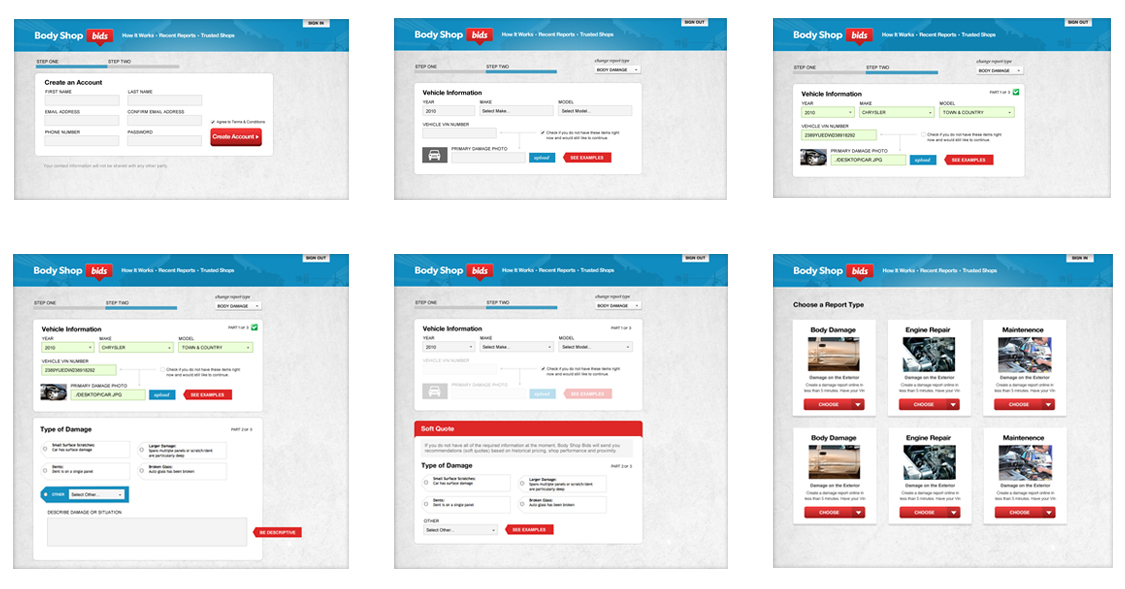 SIGN IN
Body Shop bids How It Works • Recent Reports • Trusted Shops
STEP ONE STEP TWO
Create an Account
FIRST NAME LAST NAME
EMAIL ADDRESS CONFIRM EMAIL ADDRESS
Agree to Terms & Conditions
PHONE NUMBER PASSWORD
Create Account
Your contact information will not be shared with any other party.
SIGN OUT
Body Shop bids How It Works • Recent Reports • Trusted Shops
change report type
STEP ONE STEP TWO
BODY DAMAGE
Vehicle Information
YEAR MAKE MODEL
2010 Select Make... Select Model...
VEHICLE VIN NUMBER
Check if you do not have these items right
now and would still like to continue.
PRIMARY DAMAGE PHOTO
upload SEE EXAMPLES
SIGN OUT
Body Shop bids How It Works • Recent Reports • Trusted Shops
change report type
STEP ONE STEP TWO
BODY DAMAGE
Vehicle Information PART 1 or 3
YEAR MAKE MODEL
2010 CHRYSLER TOWN & COUNTRY
VEHICLE VIN NUMBER
2389YUEDW238918292
Check if you do not have these items right
now and would still like to continue.
PRIMARY DAMAGE PHOTO
./DESKTOP/CAR.JPG upload SEE EXAMPLES
SIGN OUT
Body Shop bids How It Works • Recent Reports • Trusted Shops
change report type
STEP ONE STEP TWO
BODY DAMAGE
Vehicle Information PART 1 or 3
YEAR MAKE MODEL
2010 CHRYSLER TOWN & COUNTRY
VEHICLE VIN NUMBER
2389YUEDW238918292
Check if you do not have these items right
now and would still like to continue.
PRIMARY DAMAGE PHOTO
./DESKTOP/CAR.JPG upload SEE EXAMPLES
Type of Damage PART 2 or 3
Small Surface Scratches:
Car has surface damage
Larger Damage:
Spans multiple panels or scratch/dent
are particularly deep
Dents:
Dent is on a single panel
Broken Glass:
Auto glass has been broken
OTHER Select Other...
DESCRIBE DAMAGE OR SITUATION
BE DESCRIPTIVE
SIGN OUT
Body Shop bids How It Works • Recent Reports • Trusted Shops
change report type
STEP ONE STEP TWO
BODY DAMAGE
Vehicle Information PART 1 or 3
YEAR MAKE MODEL
2010 Select Make... Select Model...
VEHICLE VIN NUMBER
Check if you do not have these items right
now and would still like to continue.
PRIMARY DAMAGE PHOTO
upload SEE EXAMPLES
Soft Quote
If you do not have all of the required information at the moment, Body Shop Bids will send you
recommendations (soft quotes) based on historical pricing, shop performance and proximity.
Type of Damage PART 2 or 3
Small Surface Scratches:
Car has surface damage
Larger Damage:
Spans multiple panels or scratch/dent
are particularly deep
Dents:
Dent is on a single panel
Broken Glass:
Auto glass has been broken
OTHER
Select Other... SEE EXAMPLES
SIGN IN
Body Shop bids How It Works • Recent Reports • Trusted Shops
Choose a Report Type
Body Damage Engine Repair Maintenence
Damage on the Exterior Damage on the Exterior Damage on the Exterior
Create a damage report online in Create a damage report online in Create a damage report online in
less than 5 minutes. Have your Vin less than 5 minutes. Have your Vin less than 5 minutes. Have your Vin
CHOOSE CHOOSE CHOOSE
Body Damage Engine Repair Maintenence
Damage on the Exterior Damage on the Exterior Damage on the Exterior
Create a damage report online in Create a damage report online in Create a damage report online in
less than 5 minutes. Have your Vin less than 5 minutes. Have your Vin less than 5 minutes. Have your Vin
CHOOSE CHOOSE CHOOSE